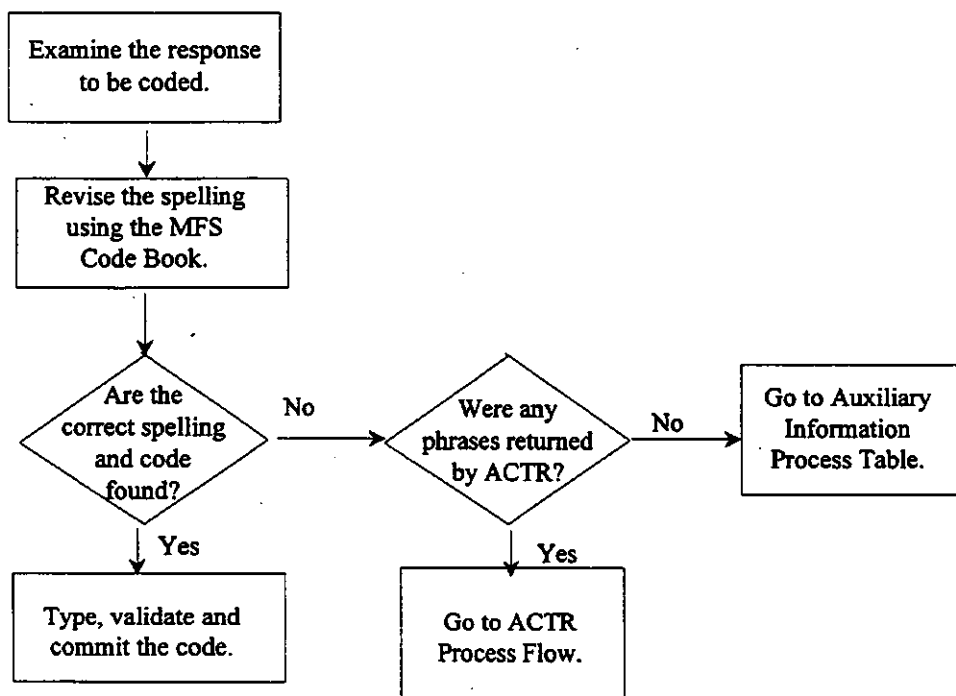 Examine the response
to be coded.
Revise the spelling
using the MFS
Code Book.
Are the
correct spelling
and code
found?
No
Were any
phrases returned
by ACTR?
No
Go to Auxiliary
Information
Process Table.
Yes
Type, validate and
commit the code.
Yes
Go to ACTR
Process Flow.